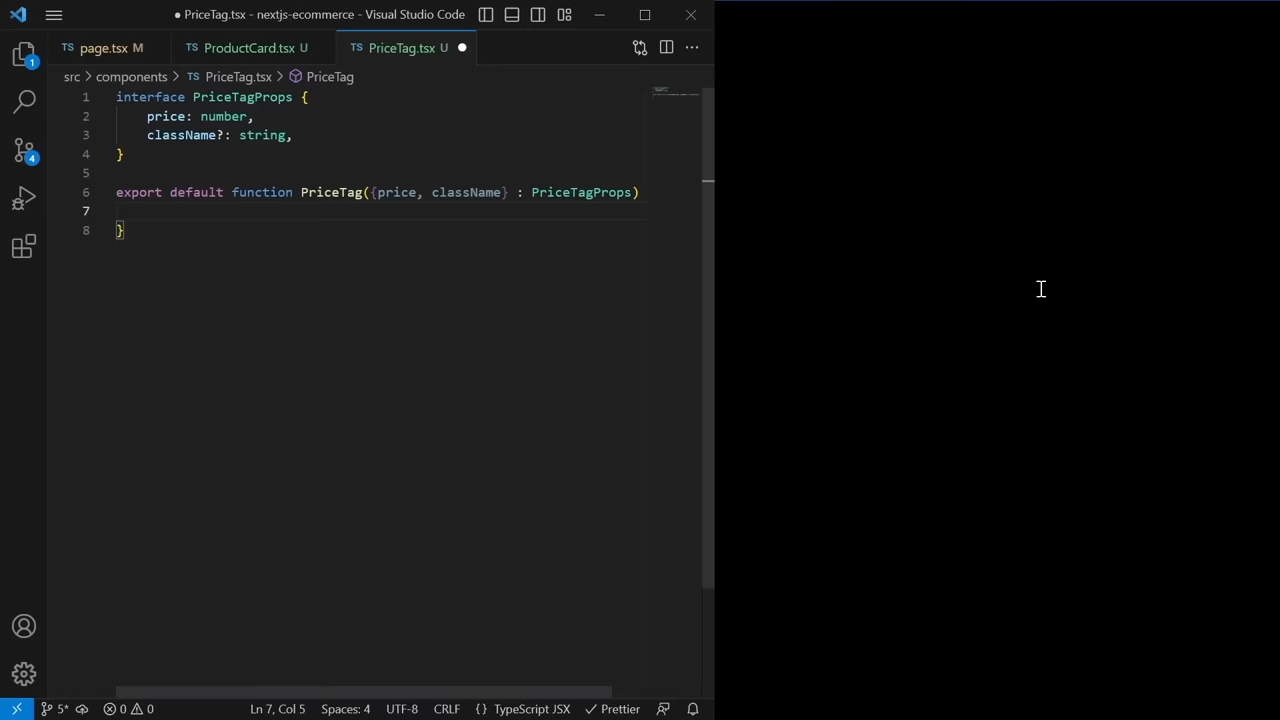 ● PriceTag.tsx - nextjs-ecommerce - Visual Studio Code
TS page.tsx M TS ProductCard.tsx U TS PriceTag.tsx U ●
src > components > TS PriceTag.tsx > PriceTag
1 interface PriceTagProps {
2 price: number,
3 className?: string,
4 }
5
6 export default function PriceTag({price, className} : PriceTagProps)
7
8 }
1
4
5* ⓧ 0 ⚠ 0 Ln 7, Col 5 Spaces: 4 UTF-8 CRLF {} TypeScript JSX ✓ Prettier